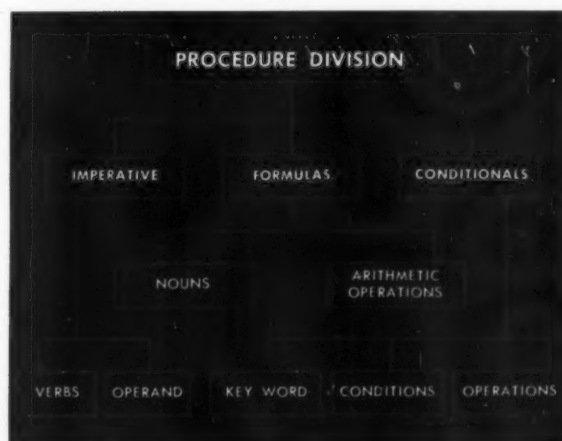 PROCEDURE DIVISION
IMPERATIVE FORMULAS CONDITIONALS
NOUNS ARITHMETIC
OPERATIONS
VERBS OPERAND KEY WORD CONDITIONS OPERATIONS